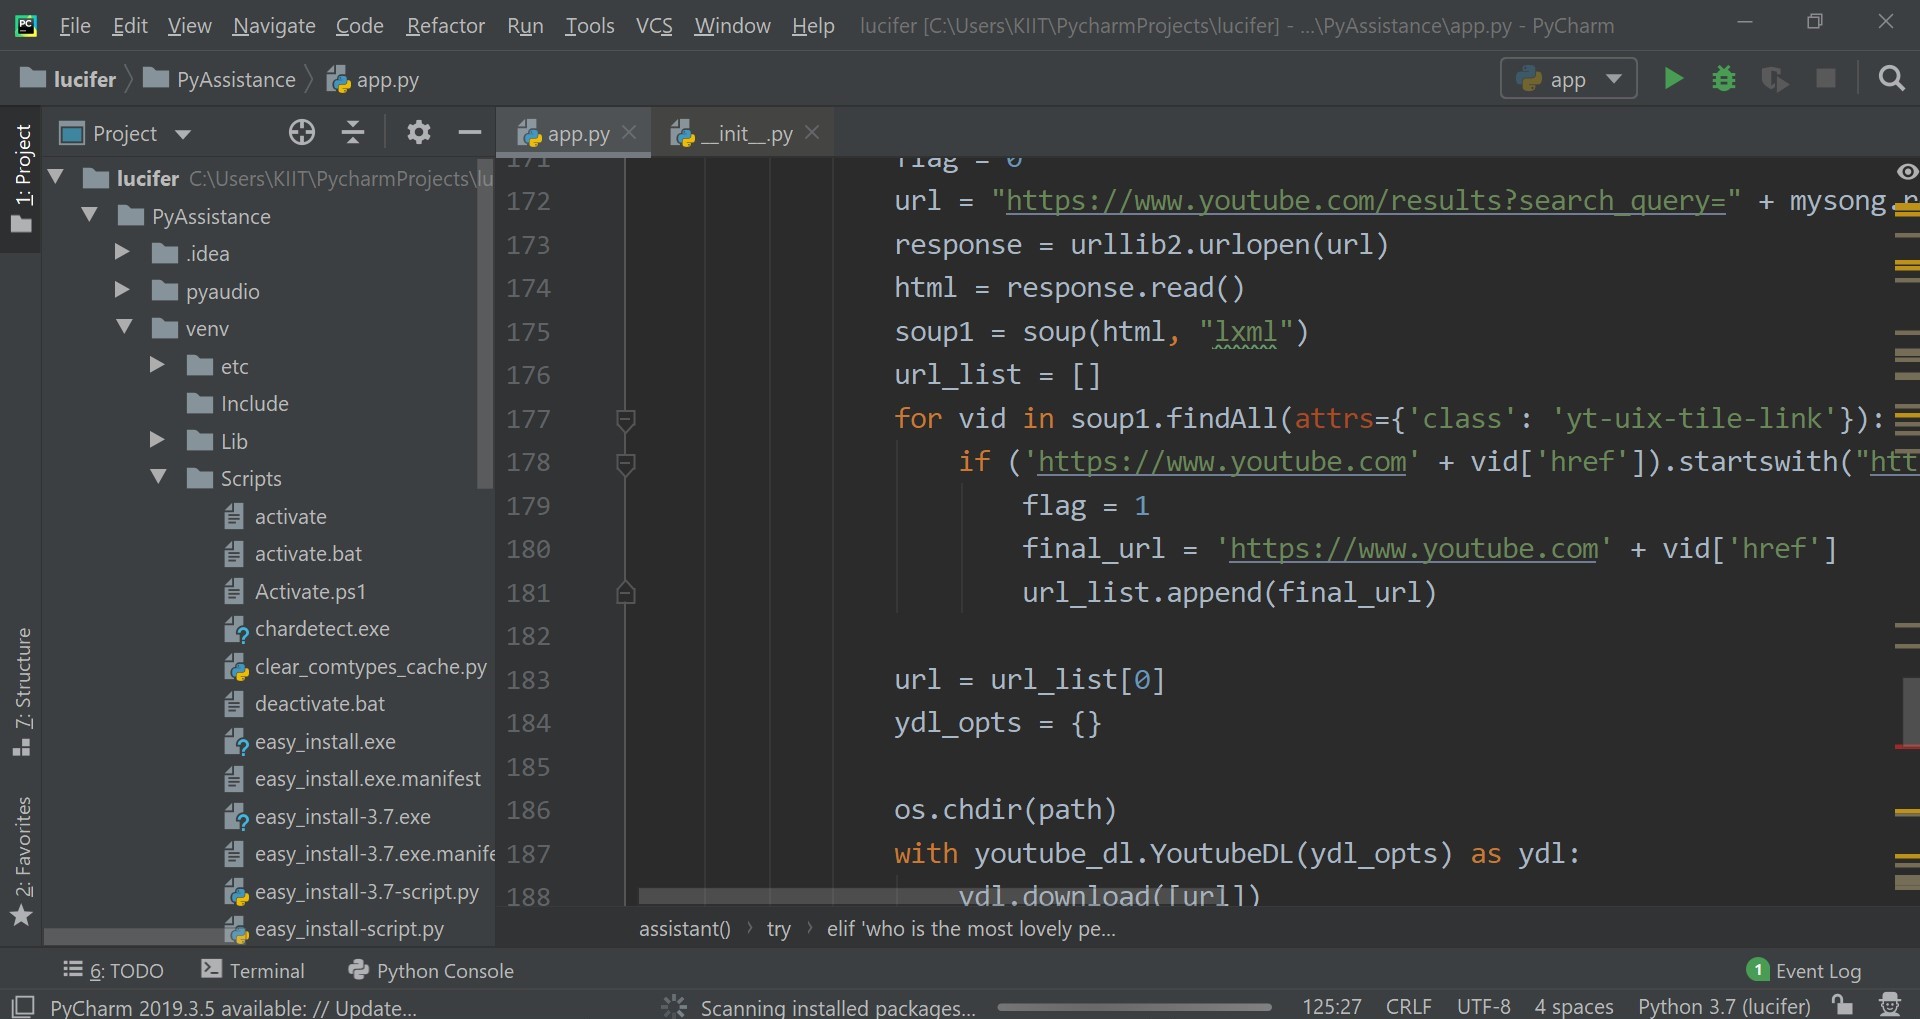 File Edit View Navigate Code Refactor Run Tools VCS Window Help lucifer [C:\Users\KIIT\PycharmProjects\lucifer] - ...\PyAssistance\app.py - PyCharm
lucifer PyAssistance app.py app
Project
app.py
__init__.py
1: Project
7: Structure
2: Favorites
lucifer C:\Users\KIIT\PycharmProjects\lu
PyAssistance
.idea
pyaudio
venv
etc
Include
Lib
Scripts
activate
activate.bat
Activate.ps1
chardetect.exe
clear_comtypes_cache.py
deactivate.bat
easy_install.exe
easy_install.exe.manifest
easy_install-3.7.exe
easy_install-3.7.exe.manife
easy_install-3.7-script.py
easy_install-script.py
171 flag = 0
172 url = "https://www.youtube.com/results?search_query=" + mysong.r
173 response = urllib2.urlopen(url)
174 html = response.read()
175 soup1 = soup(html, "lxml")
176 url_list = []
177 for vid in soup1.findAll(attrs={'class': 'yt-uix-tile-link'}):
178 if ('https://www.youtube.com' + vid['href']).startswith("htt
179 flag = 1
180 final_url = 'https://www.youtube.com' + vid['href']
181 url_list.append(final_url)
182
183 url = url_list[0]
184 ydl_opts = {}
185
186 os.chdir(path)
187 with youtube_dl.YoutubeDL(ydl_opts) as ydl:
188 ydl.download([url])
assistant() › try › elif 'who is the most lovely pe...
6: TODO Terminal Python Console 1 Event Log
PyCharm 2019.3.5 available: // Update... Scanning installed packages... 125:27 CRLF UTF-8 4 spaces Python 3.7 (lucifer)